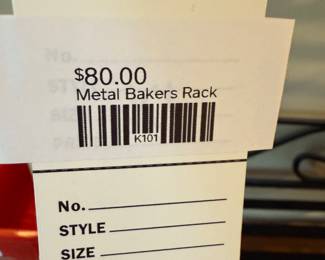 $80.00
Metal Bakers Rack
K101
No.
STYLE
SIZE